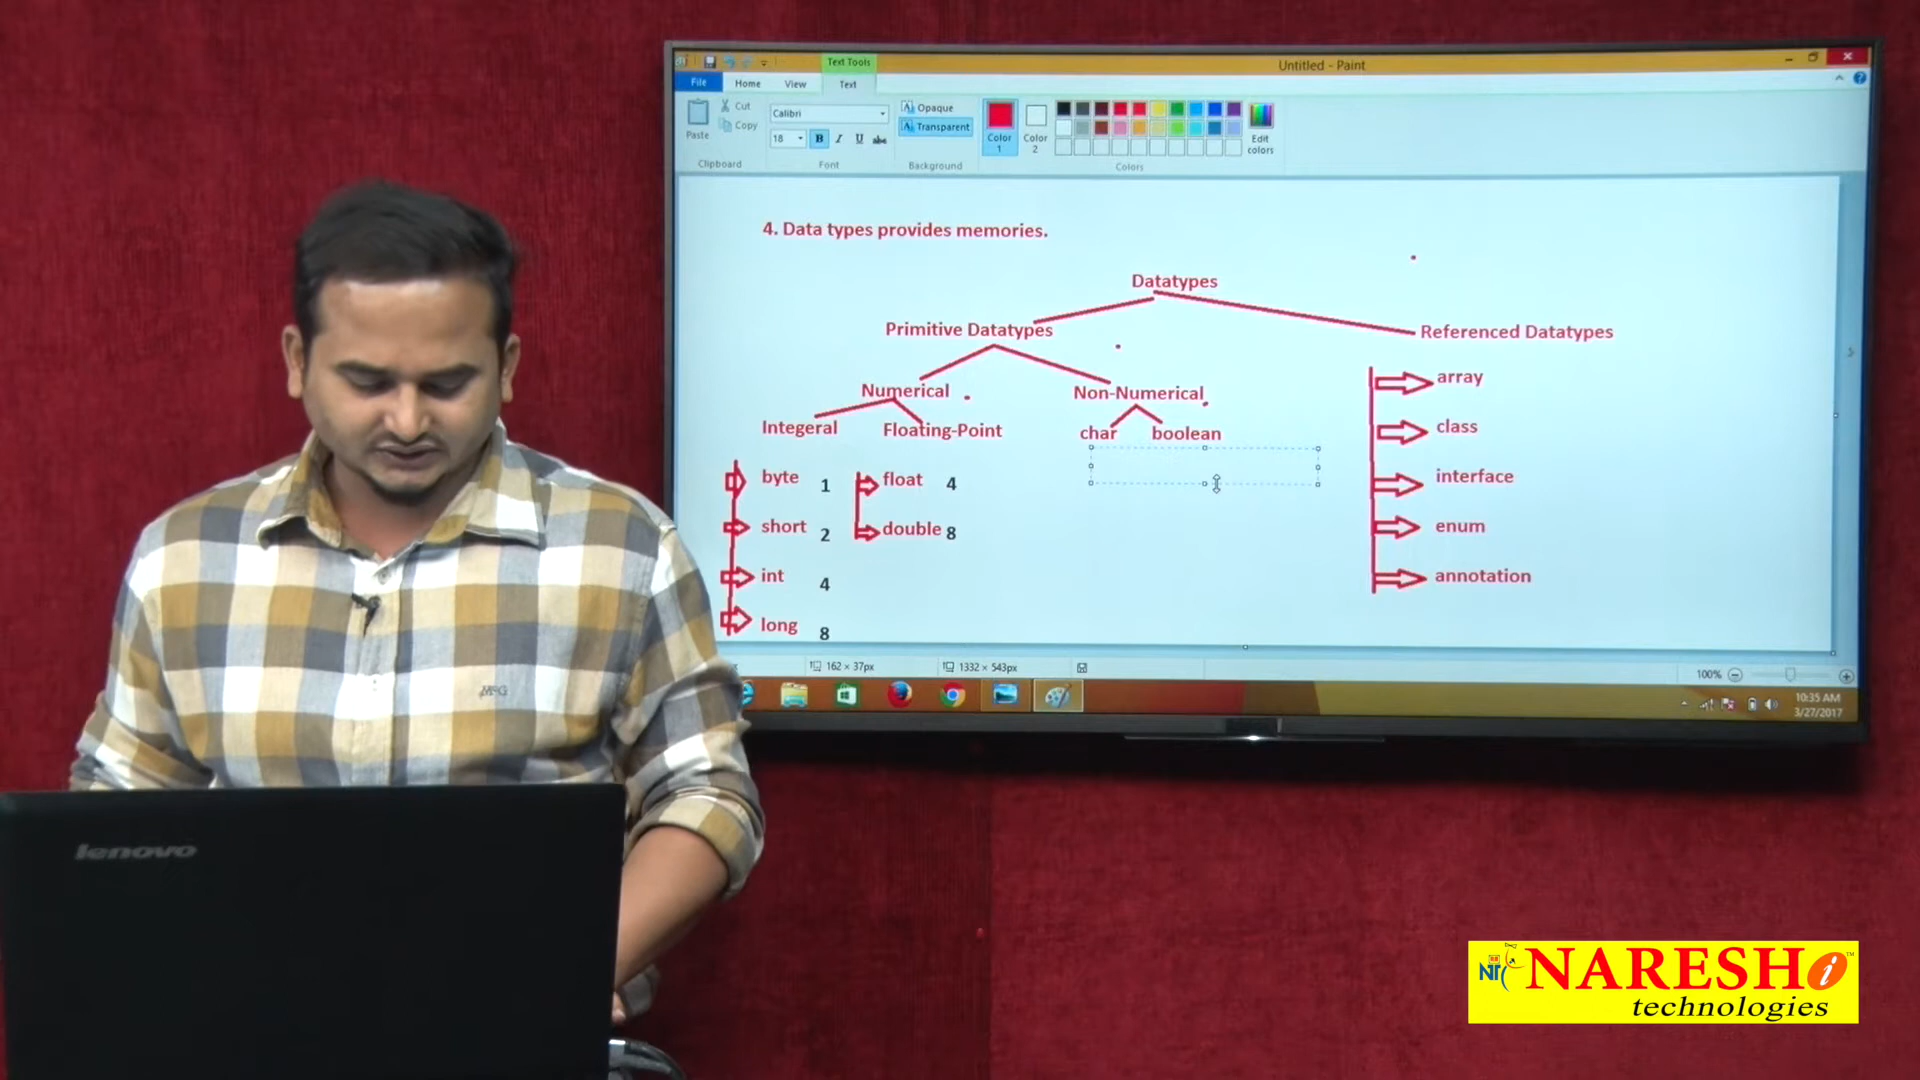 Text Tools
Untitled - Paint
File
Home
View
Text
Cut
Copy
Paste
Clipboard
Calibri
18
B
I
U
abc
Font
Opaque
Transparent
Background
Color
1
Color
2
Edit
colors
Colors
4. Data types provides memories.
Datatypes
Primitive Datatypes
Referenced Datatypes
Numerical
Non-Numerical
Integeral
Floating-Point
char
boolean
byte 1
short 2
int 4
long 8
float 4
double 8
array
class
interface
enum
annotation
162 × 37px
1332 × 543px
100%
10:35 AM
3/27/2017
lenovo
McG
NT
NARESH i
technologies